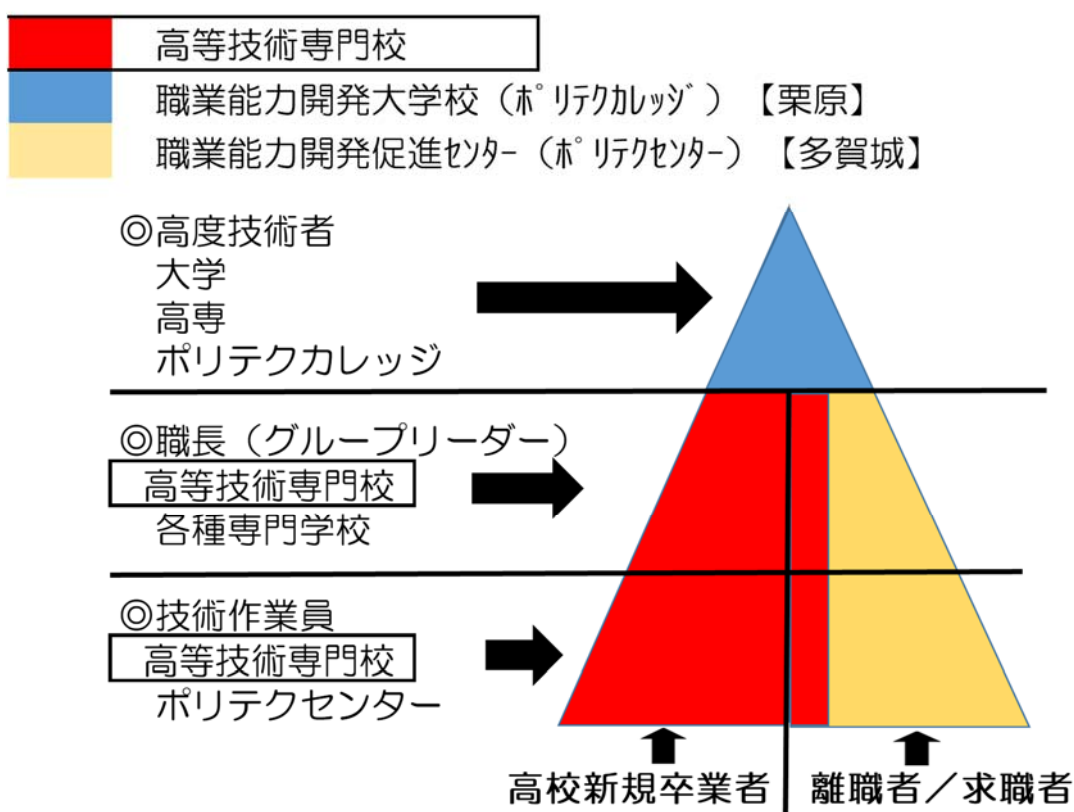 高等技術専門校
職業能力開発大学校（ﾎﾟﾘﾃｸｶﾚｯｼﾞ）【栗原】
職業能力開発促進ｾﾝﾀｰ（ﾎﾟﾘﾃｸｾﾝﾀｰ）【多賀城】
◎高度技術者
大学
高専
ポリテクカレッジ
◎職長（グループリーダー）
高等技術専門校
各種専門学校
◎技術作業員
高等技術専門校
ポリテクセンター
高校新規卒業者
離職者／求職者